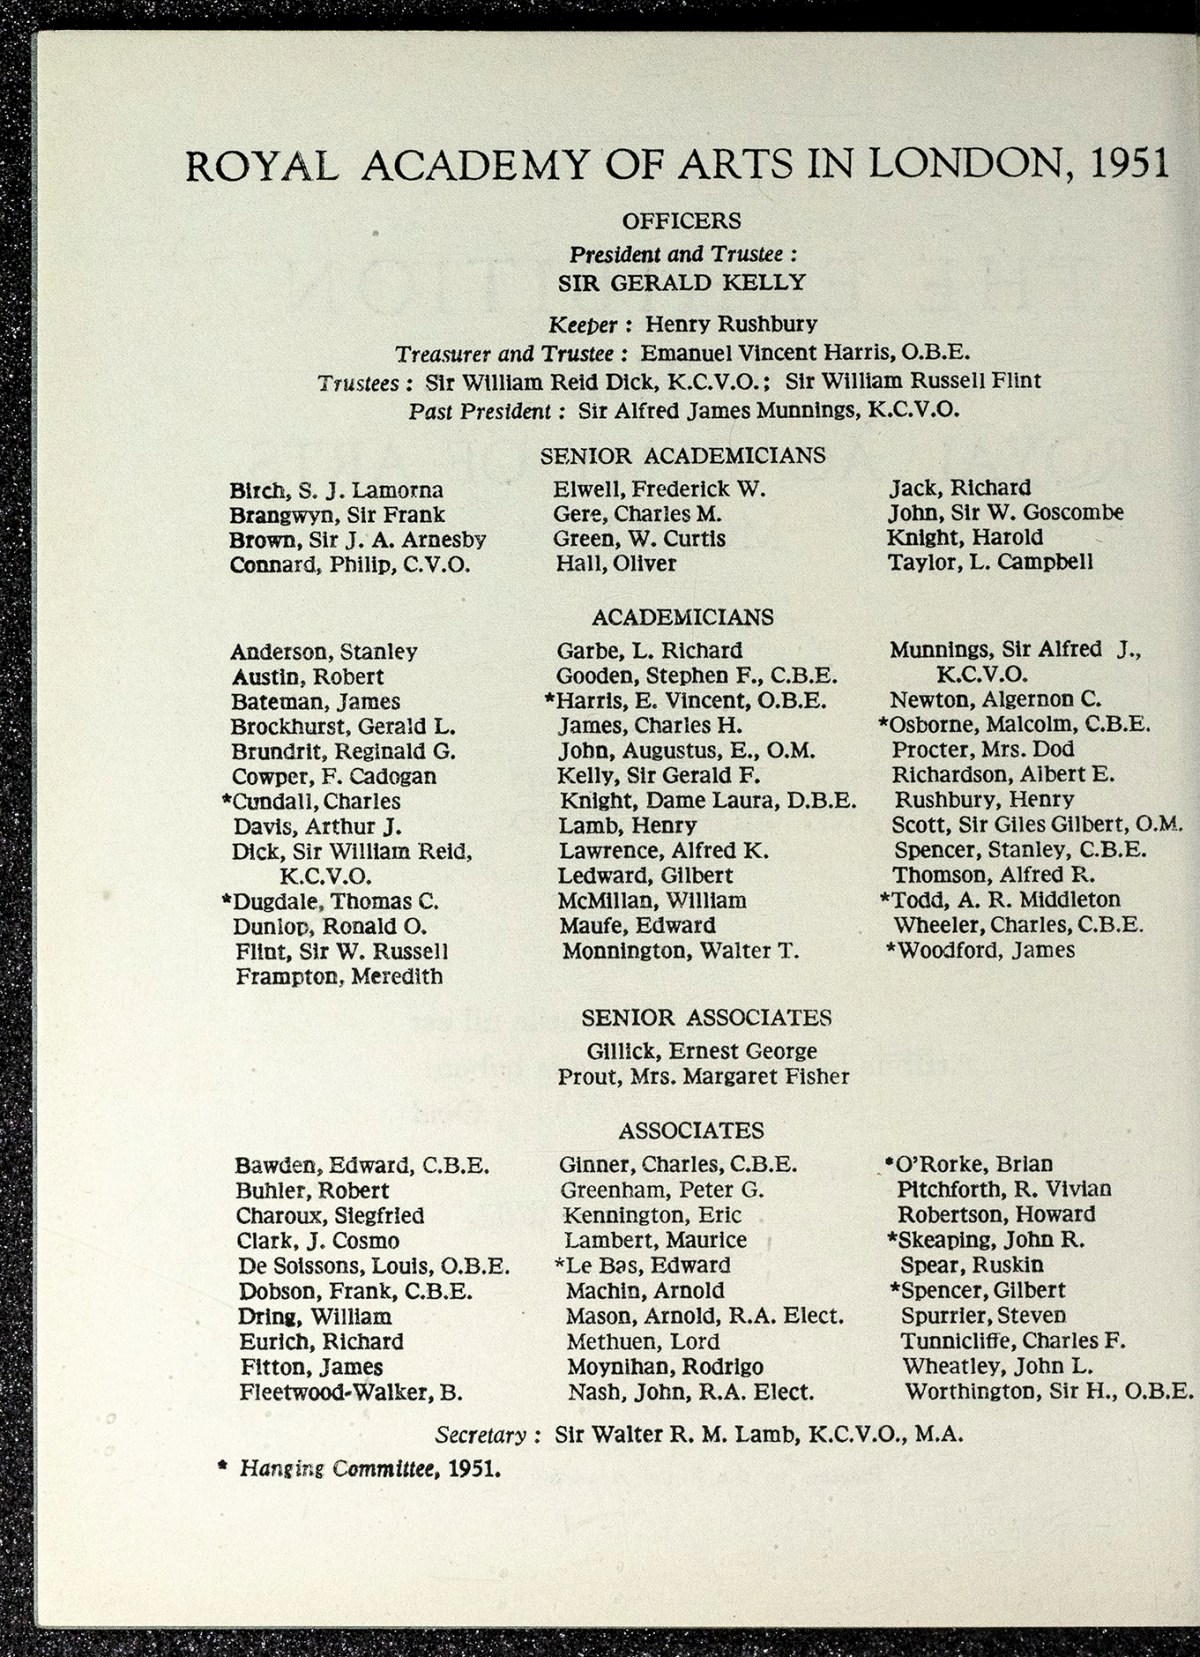 ROYAL ACADEMY OF ARTS IN LONDON, 1951
OFFICERS
President and Trustee :
SIR GERALD KELLY
Keeper : Henry Rushbury
Treasurer and Trustee : Emanuel Vincent Harris, O.B.E.
Trustees : Sir William Reid Dick, K.C.V.O. ; Sir William Russell Flint
Past President : Sir Alfred James Munnings, K.C.V.O.
SENIOR ACADEMICIANS
Birch, S. J. Lamorna
Brangwyn, Sir Frank
Brown, Sir J. A. Arnesby
Connard, Philip, C.V.O.
Elwell, Frederick W.
Gere, Charles M.
Green, W. Curtis
Hall, Oliver
Jack, Richard
John, Sir W. Goscombe
Knight, Harold
Taylor, L. Campbell
ACADEMICIANS
Anderson, Stanley
Austin, Robert
Bateman, James
Brockhurst, Gerald L.
Brundrit, Reginald G.
Cowper, F. Cadogan
*Cundall, Charles
Davis, Arthur J.
Dick, Sir William Reid,
K.C.V.O.
*Dugdale, Thomas C.
Dunlop, Ronald O.
Flint, Sir W. Russell
Frampton, Meredith
Garbe, L. Richard
Gooden, Stephen F., C.B.E.
*Harris, E. Vincent, O.B.E.
James, Charles H.
John, Augustus, E., O.M.
Kelly, Sir Gerald F.
Knight, Dame Laura, D.B.E.
Lamb, Henry
Lawrence, Alfred K.
Ledward, Gilbert
McMillan, William
Maufe, Edward
Monnington, Walter T.
Munnings, Sir Alfred J.,
K.C.V.O.
Newton, Algernon C.
*Osborne, Malcolm, C.B.E.
Procter, Mrs. Dod
Richardson, Albert E.
Rushbury, Henry
Scott, Sir Giles Gilbert, O.M.
Spencer, Stanley, C.B.E.
Thomson, Alfred R.
*Todd, A. R. Middleton
Wheeler, Charles, C.B.E.
*Woodford, James
SENIOR ASSOCIATES
Gillick, Ernest George
Prout, Mrs. Margaret Fisher
ASSOCIATES
Bawden, Edward, C.B.E.
Buhler, Robert
Charoux, Siegfried
Clark, J. Cosmo
De Soissons, Louis, O.B.E.
Dobson, Frank, C.B.E.
Dring, William
Eurich, Richard
Fitton, James
Fleetwood-Walker, B.
Ginner, Charles, C.B.E.
Greenham, Peter G.
Kennington, Eric
Lambert, Maurice
*Le Bas, Edward
Machin, Arnold
Mason, Arnold, R.A. Elect.
Methuen, Lord
Moynihan, Rodrigo
Nash, John, R.A. Elect.
*O'Rorke, Brian
Pitchforth, R. Vivian
Robertson, Howard
*Skeaping, John R.
Spear, Ruskin
*Spencer, Gilbert
Spurrier, Steven
Tunnicliffe, Charles F.
Wheatley, John L.
Worthington, Sir H., O.B.E.
Secretary : Sir Walter R. M. Lamb, K.C.V.O., M.A.
* Hanging Committee, 1951.